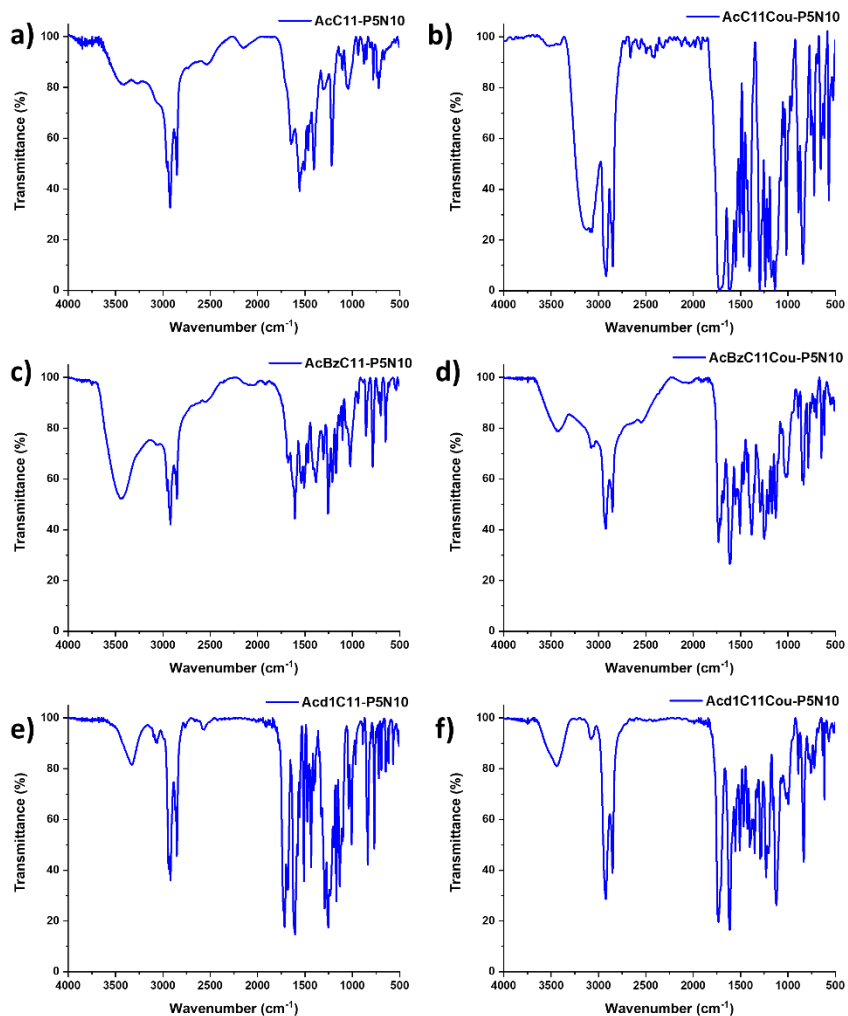 a)
AcC11-P5N10
Transmittance (%)
100
80
60
40
20
0
4000 3500 3000 2500 2000 1500 1000 500
Wavenumber (cm⁻¹)
b)
AcC11Cou-P5N10
Transmittance (%)
100
80
60
40
20
0
4000 3500 3000 2500 2000 1500 1000 500
Wavenumber (cm⁻¹)
c)
AcBzC11-P5N10
Transmittance (%)
100
80
60
40
20
0
4000 3500 3000 2500 2000 1500 1000 500
Wavenumber (cm⁻¹)
d)
AcBzC11Cou-P5N10
Transmittance (%)
100
80
60
40
20
0
4000 3500 3000 2500 2000 1500 1000 500
Wavenumber (cm⁻¹)
e)
Acd1C11-P5N10
Transmittance (%)
100
80
60
40
20
0
4000 3500 3000 2500 2000 1500 1000 500
Wavenumber (cm⁻¹)
f)
Acd1C11Cou-P5N10
Transmittance (%)
100
80
60
40
20
0
4000 3500 3000 2500 2000 1500 1000 500
Wavenumber (cm⁻¹)